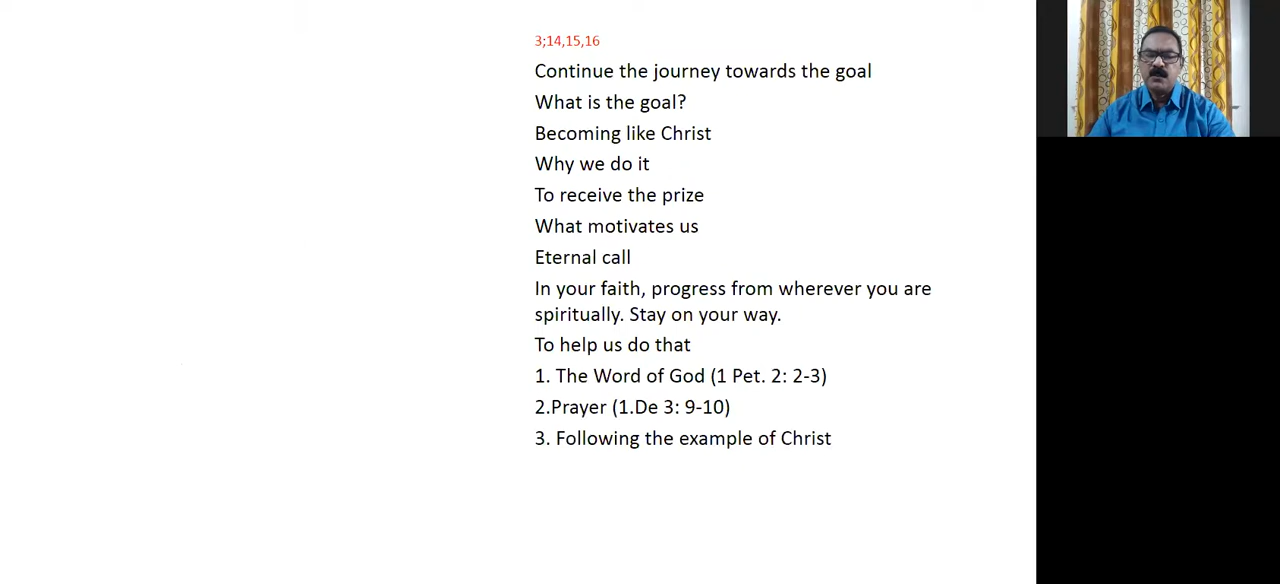 3;14,15,16
Continue the journey towards the goal
What is the goal?
Becoming like Christ
Why we do it
To receive the prize
What motivates us
Eternal call
In your faith, progress from wherever you are
spiritually. Stay on your way.
To help us do that
1. The Word of God (1 Pet. 2: 2-3)
2.Prayer (1.De 3: 9-10)
3. Following the example of Christ